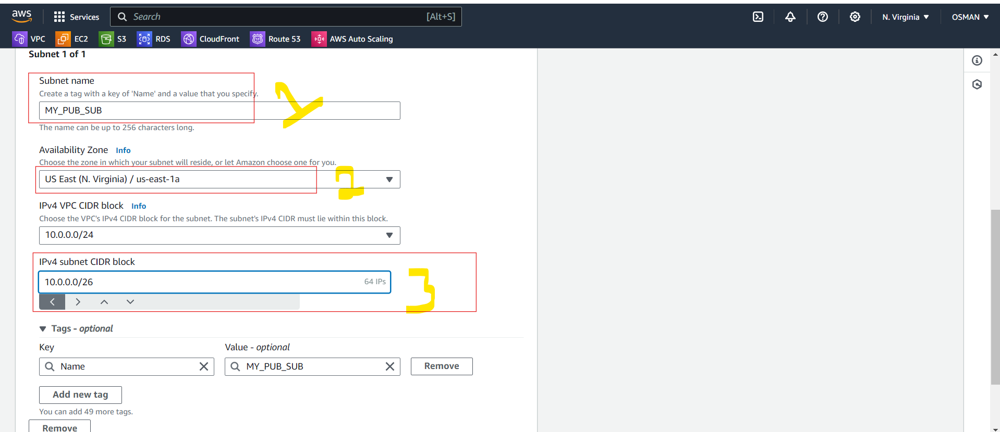 aws Services Search [Alt+S] N. Virginia OSMAN
VPC EC2 S3 RDS CloudFront Route 53 AWS Auto Scaling
Subnet 1 of 1
Subnet name
Create a tag with a key of 'Name' and a value that you specify.
MY_PUB_SUB
1
The name can be up to 256 characters long.
Availability Zone Info
Choose the zone in which your subnet will reside, or let Amazon choose one for you.
US East (N. Virginia) / us-east-1a
2
IPv4 VPC CIDR block Info
Choose the VPC's IPv4 CIDR block for the subnet. The subnet's IPv4 CIDR must lie within this block.
10.0.0.0/24
IPv4 subnet CIDR block
10.0.0.0/26 64 IPs
3
Tags - optional
Key Value - optional
Name MY_PUB_SUB Remove
Add new tag
You can add 49 more tags.
Remove